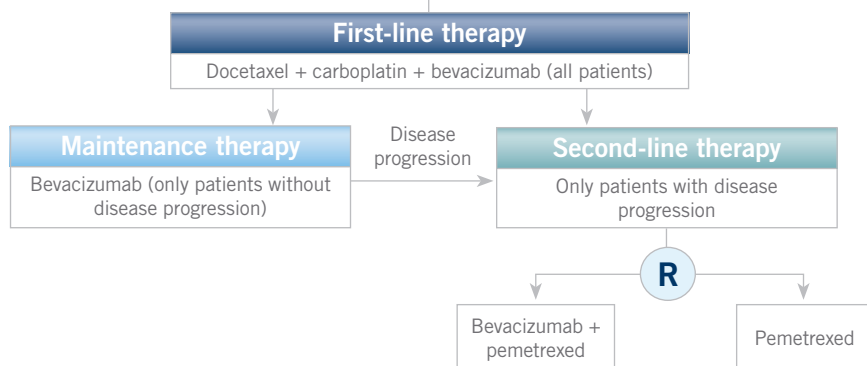 First-line therapy
Docetaxel + carboplatin + bevacizumab (all patients)
Maintenance therapy
Bevacizumab (only patients without
disease progression)
Disease
progression
Second-line therapy
Only patients with disease
progression
R
Bevacizumab +
pemetrexed
Pemetrexed